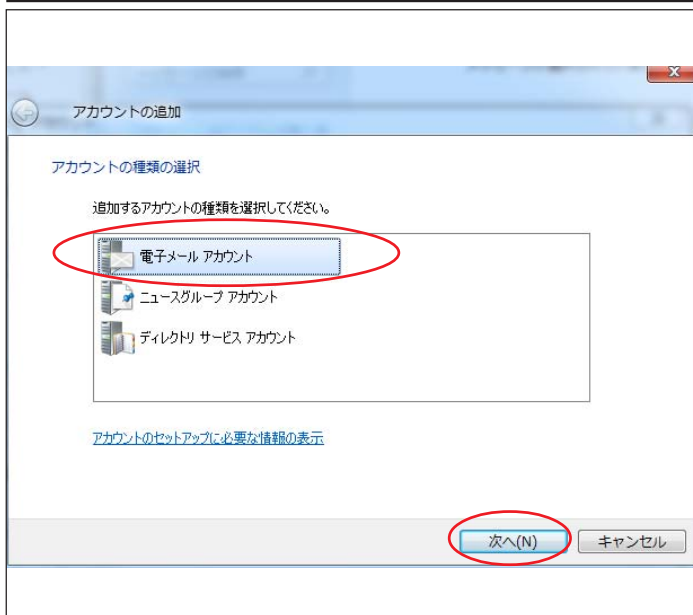 アカウントの追加
アカウントの種類の選択
追加するアカウントの種類を選択してください。
電子メール アカウント
ニュースグループ アカウント
ディレクトリ サービス アカウント
アカウントのセットアップに必要な情報の表示
次へ(N)
キャンセル